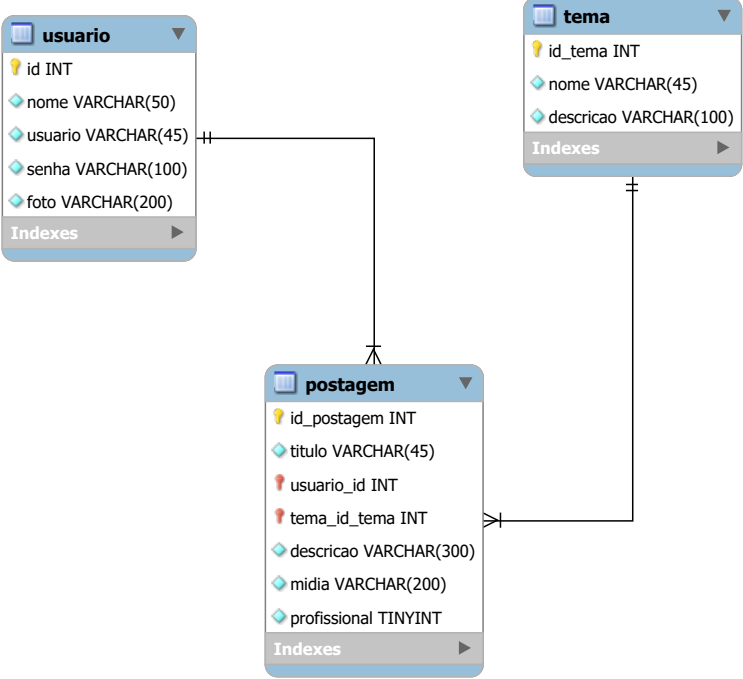 usuario
id INT
nome VARCHAR(50)
usuario VARCHAR(45)
senha VARCHAR(100)
foto VARCHAR(200)
Indexes
tema
id_tema INT
nome VARCHAR(45)
descricao VARCHAR(100)
Indexes
postagem
id_postagem INT
titulo VARCHAR(45)
usuario_id INT
tema_id_tema INT
descricao VARCHAR(300)
midia VARCHAR(200)
profissional TINYINT
Indexes